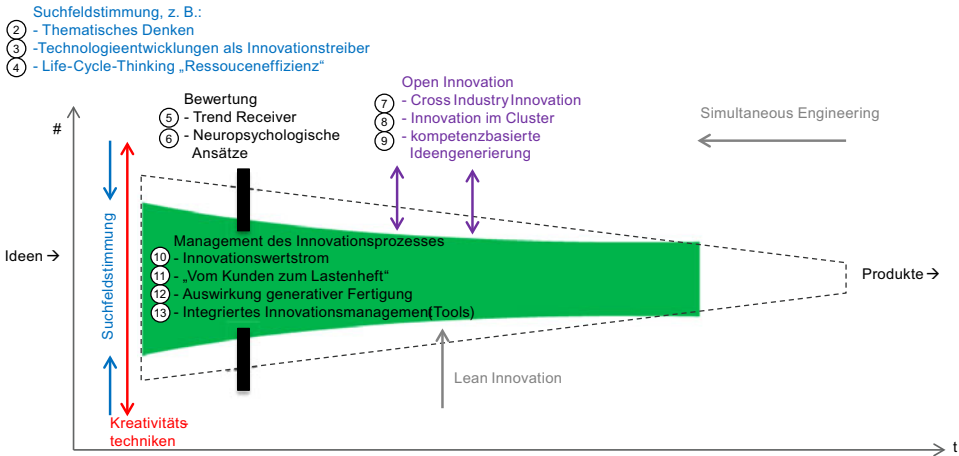 Suchfeldstimmung, z. B.:
2 - Thematisches Denken
3 -Technologieentwicklungen als Innovationstreiber
4 - Life-Cycle-Thinking „Ressouceneffizienz“
Open Innovation
7 - Cross Industry Innovation
8 - Innovation im Cluster
9 - kompetenzbasierte
Ideengenerierung
Bewertung
5 - Trend Receiver
6 - Neuropsychologische
Ansätze
Simultaneous Engineering
#
Suchfeldstimmung
Ideen →
Management des Innovationsprozesses
10 - Innovationswertstrom
11 - „Vom Kunden zum Lastenheft“
12 - Auswirkung generativer Fertigung
13 - Integriertes Innovationsmanagement (Tools)
Produkte →
Lean Innovation
Kreativitäts-
techniken
t